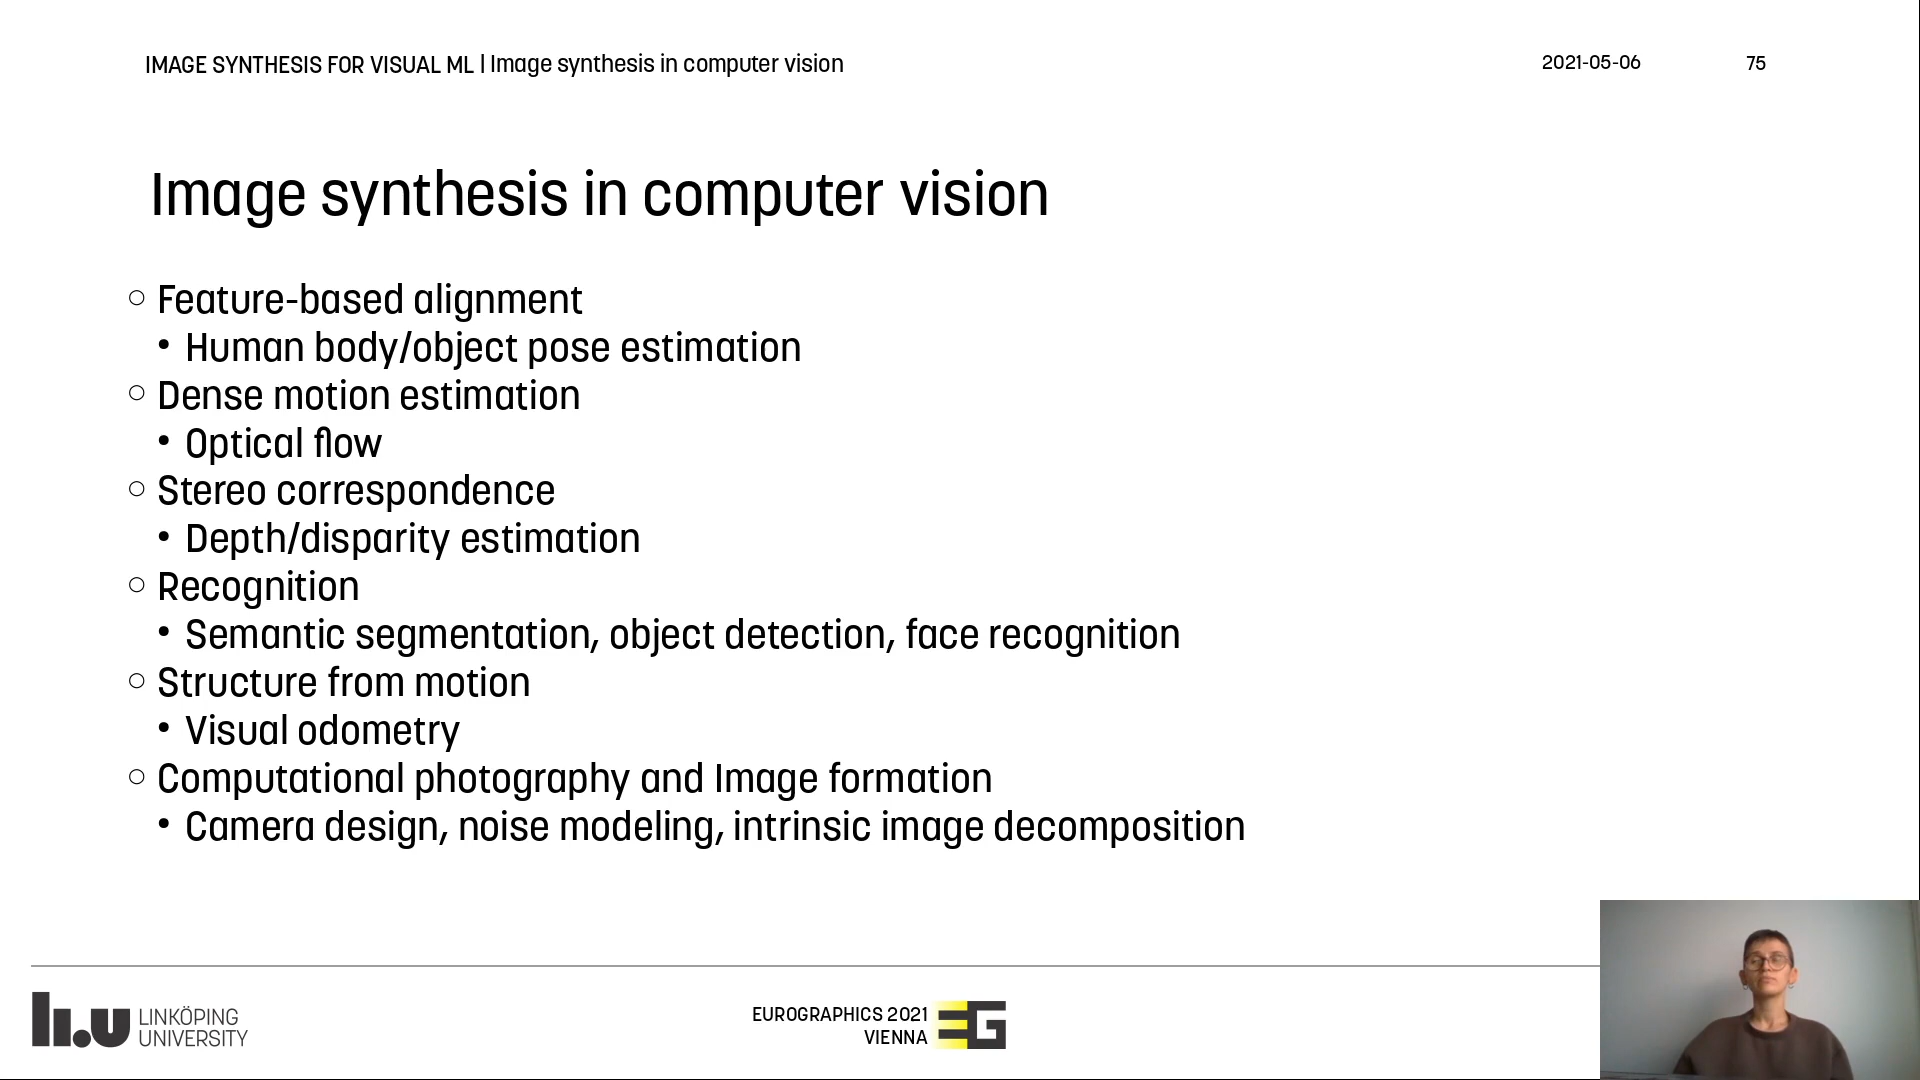 IMAGE SYNTHESIS FOR VISUAL ML | Image synthesis in computer vision
2021-05-06
75
Image synthesis in computer vision
○ Feature-based alignment
• Human body/object pose estimation
○ Dense motion estimation
• Optical flow
○ Stereo correspondence
• Depth/disparity estimation
○ Recognition
• Semantic segmentation, object detection, face recognition
○ Structure from motion
• Visual odometry
○ Computational photography and Image formation
• Camera design, noise modeling, intrinsic image decomposition
li.u
LINKÖPING
UNIVERSITY
EUROGRAPHICS 2021
VIENNA
EG